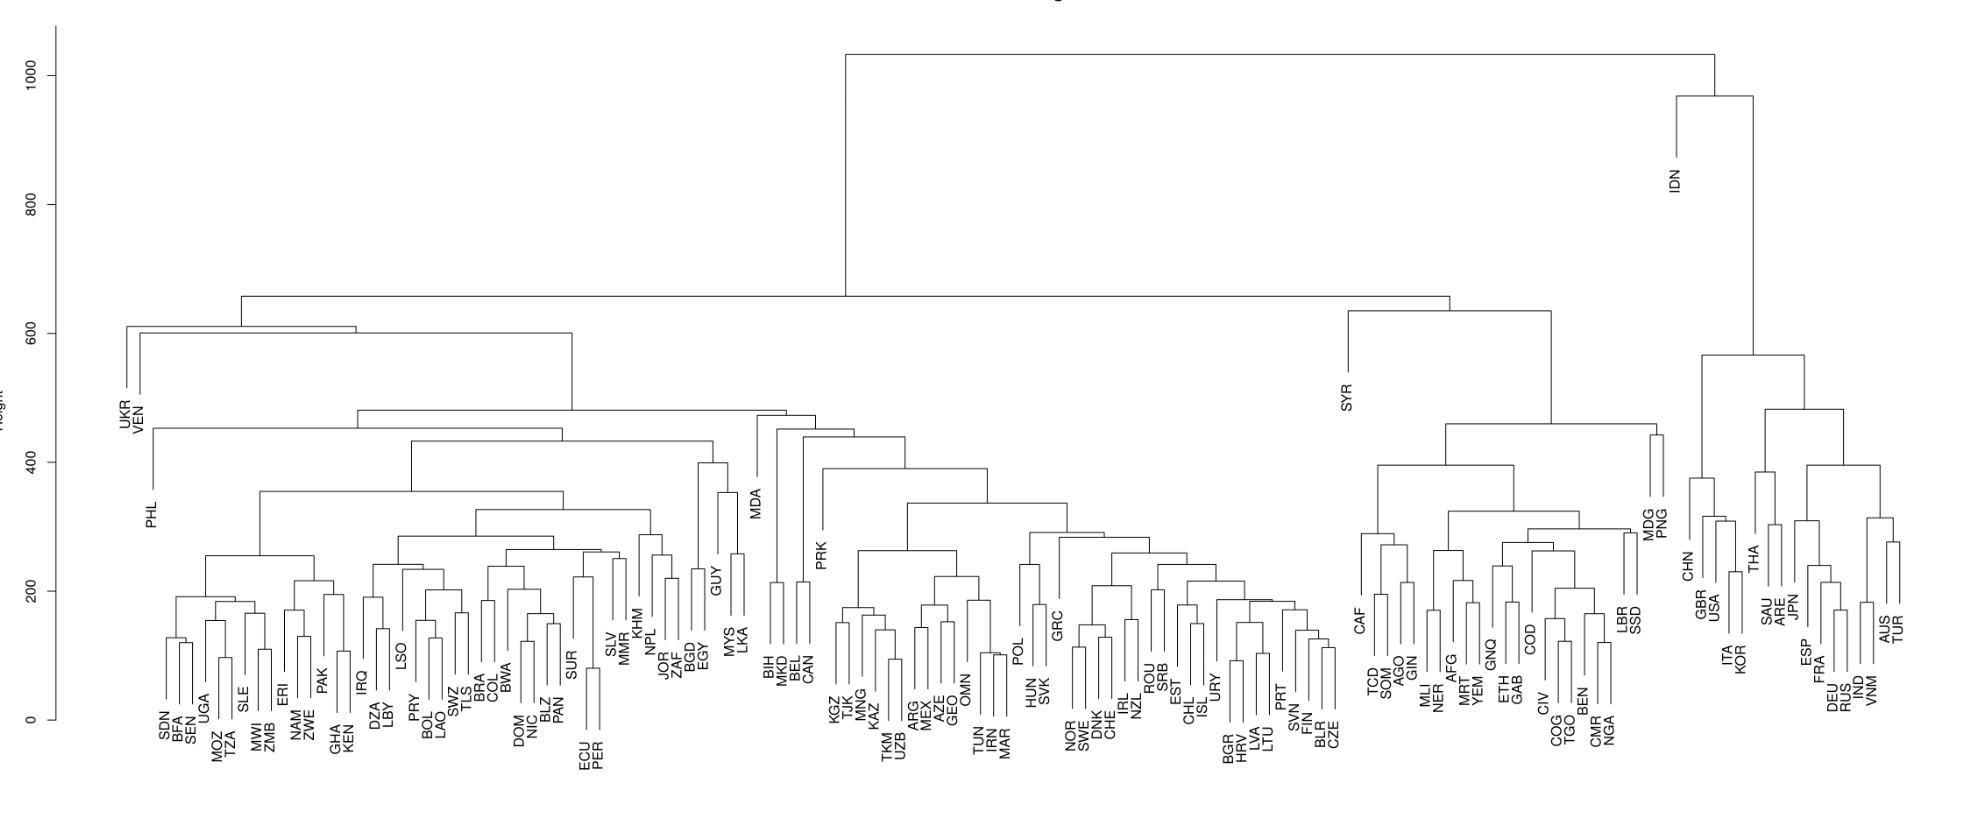 1000
800
600
400
200
0
UKR
VEN
PHL
SDN
BFA
SEN
UGA
MOZ
TZA
SLE
MWI
ZMB
ERI
NAM
ZWE
PAK
GHA
KEN
IRQ
DZA
LBY
LSO
PRY
BOL
LAO
SWZ
TLS
BRA
COL
BWA
DOM
NIC
BLZ
PAN
SUR
ECU
PER
SLV
MMR
KHM
NPL
JOR
ZAF
BGD
EGY
GUY
MYS
LKA
MDA
BIH
MKD
BEL
CAN
PRK
KGZ
TJK
MNG
KAZ
TKM
UZB
ARG
MEX
AZE
GEO
OMN
TUN
IRN
MAR
POL
HUN
SVK
GRC
NOR
SWE
DNK
CHE
IRL
NZL
ROU
SRB
EST
CHL
ISL
URY
BGR
HRV
LVA
LTU
PRT
SVN
FIN
BLR
CZE
SYR
CAF
TCD
SOM
AGO
GIN
MLI
NER
AFG
MRT
YEM
GNQ
ETH
GAB
COD
CIV
COG
TGO
BEN
CMR
NGA
LBR
SSD
MDG
PNG
IDN
CHN
GBR
USA
ITA
KOR
THA
SAU
ARE
JPN
ESP
FRA
DEU
RUS
IND
VNM
AUS
TUR